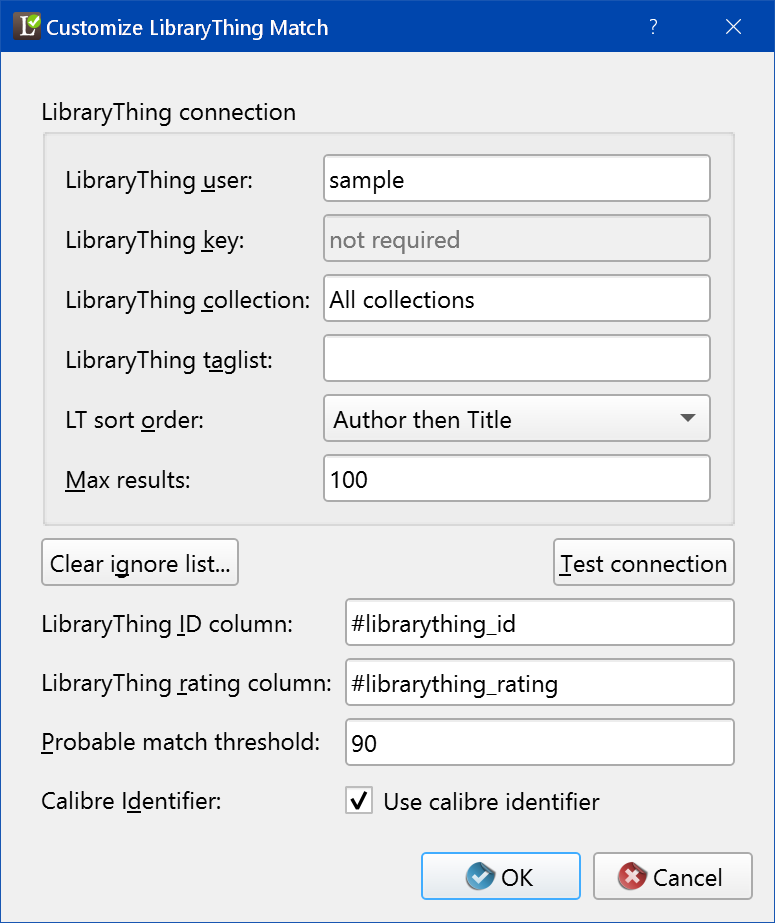 Customize LibraryThing Match ?
LibraryThing connection
LibraryThing user: sample
LibraryThing key: not required
LibraryThing collection: All collections
LibraryThing taglist:
LT sort order: Author then Title
Max results: 100
Clear ignore list... Test connection
LibraryThing ID column: #librarything_id
LibraryThing rating column: #librarything_rating
Probable match threshold: 90
Calibre Identifier: Use calibre identifier
OK Cancel